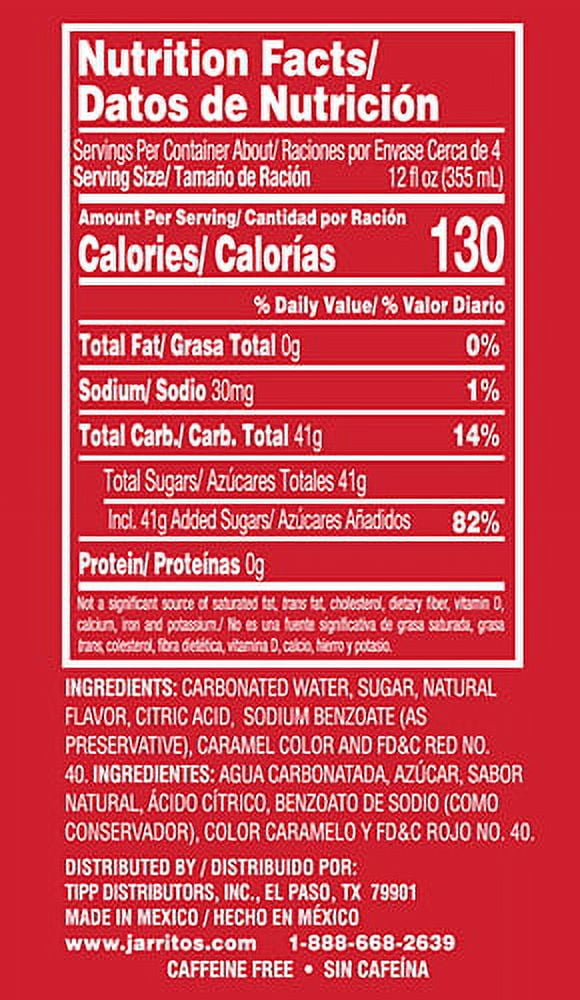 Nutrition Facts/
Datos de Nutrición
Servings Per Container About/ Raciones por Envase Cerca de 4
Serving Size/ Tamaño de Ración 12 fl oz (355 mL)
Amount Per Serving/ Cantidad por Ración
Calories/ Calorías 130
% Daily Value/ % Valor Diario
Total Fat/ Grasa Total 0g 0%
Sodium/ Sodio 30mg 1%
Total Carb./ Carb. Total 41g 14%
Total Sugars/ Azúcares Totales 41g
Incl. 41g Added Sugars/ Azúcares Añadidos 82%
Protein/ Proteínas 0g
Not a significant source of saturated fat, trans fat, cholesterol, dietary fiber, vitamin D,
calcium, iron and potassium./ No es una fuente significativa de grasa saturada, grasa
trans, colesterol, fibra dietética, vitamina D, calcio, hierro y potasio.
INGREDIENTS: CARBONATED WATER, SUGAR, NATURAL
FLAVOR, CITRIC ACID, SODIUM BENZOATE (AS
PRESERVATIVE), CARAMEL COLOR AND FD&C RED NO.
40. INGREDIENTES: AGUA CARBONATADA, AZÚCAR, SABOR
NATURAL, ÁCIDO CÍTRICO, BENZOATO DE SODIO (COMO
CONSERVADOR), COLOR CARAMELO Y FD&C ROJO NO. 40.
DISTRIBUTED BY / DISTRIBUIDO POR:
TIPP DISTRIBUTORS, INC., EL PASO, TX 79901
MADE IN MEXICO / HECHO EN MÉXICO
www.jarritos.com 1-888-668-2639
CAFFEINE FREE • SIN CAFEÍNA